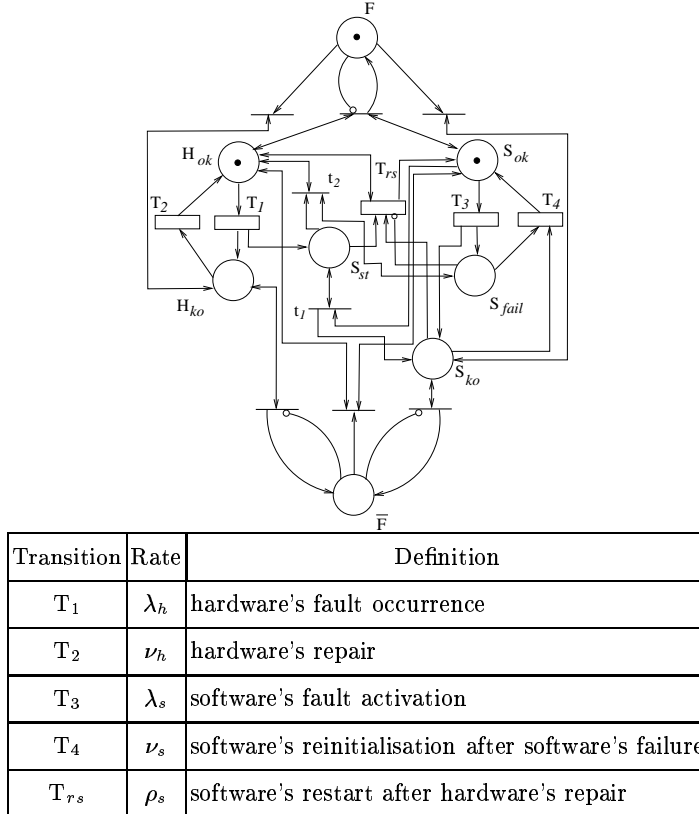 F
H_ok
S_ok
t_2
T_rs
T_2
T_1
T_3
T_4
S_st
S_fail
H_ko
t_1
S_ko
F̅
Transition Rate Definition
T_1 λ_h hardware's fault occurrence
T_2 ν_h hardware's repair
T_3 λ_s software's fault activation
T_4 ν_s software's reinitialisation after software's failure
T_rs ρ_s software's restart after hardware's repair